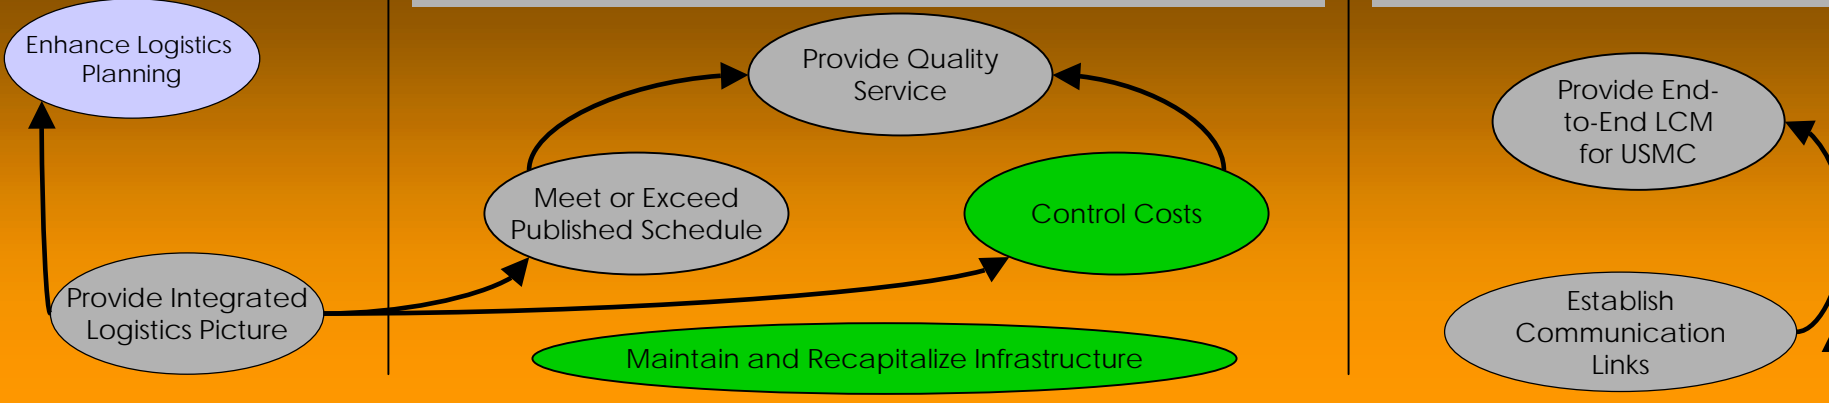 Enhance Logistics
Planning
Provide Integrated
Logistics Picture
Provide Quality
Service
Meet or Exceed
Published Schedule
Control Costs
Maintain and Recapitalize Infrastructure
Provide End-
to-End LCM
for USMC
Establish
Communication
Links